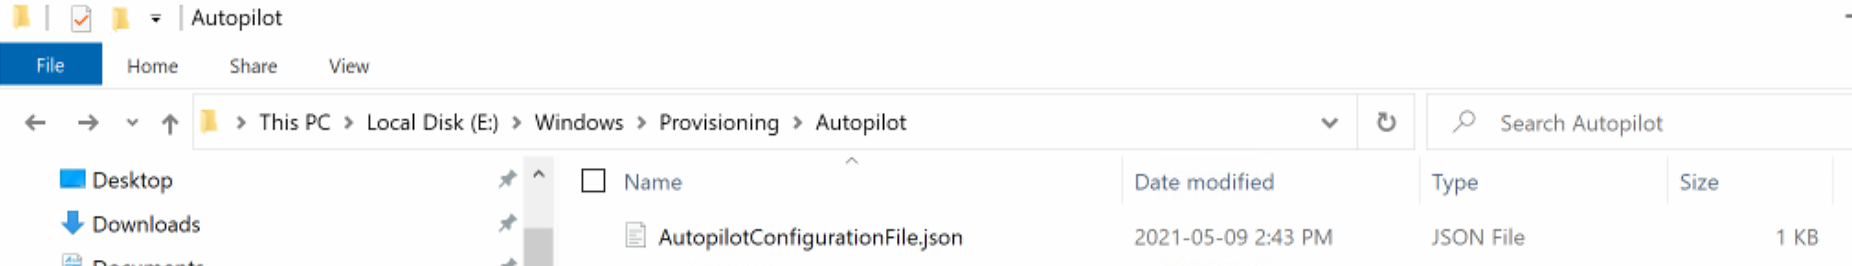 Autopilot
File Home Share View
This PC > Local Disk (E:) > Windows > Provisioning > Autopilot Search Autopilot
Desktop Name Date modified Type Size
Downloads AutopilotConfigurationFile.json 2021-05-09 2:43 PM JSON File 1 KB